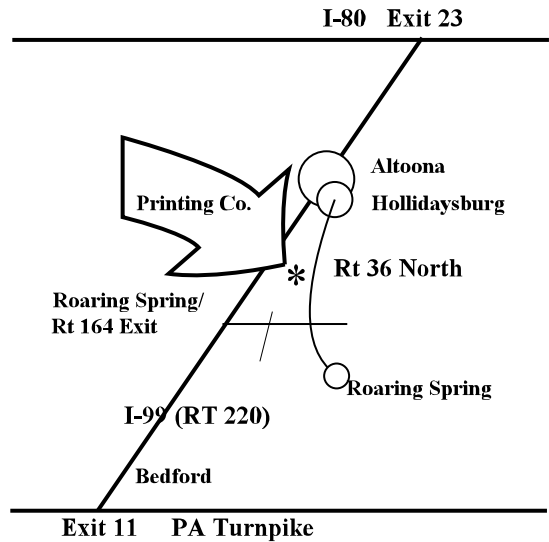 I-80 Exit 23
Altoona
Printing Co.
Hollidaysburg
Rt 36 North
*
Roaring Spring/
Rt 164 Exit
Roaring Spring
I-99 (RT 220)
Bedford
Exit 11 PA Turnpike